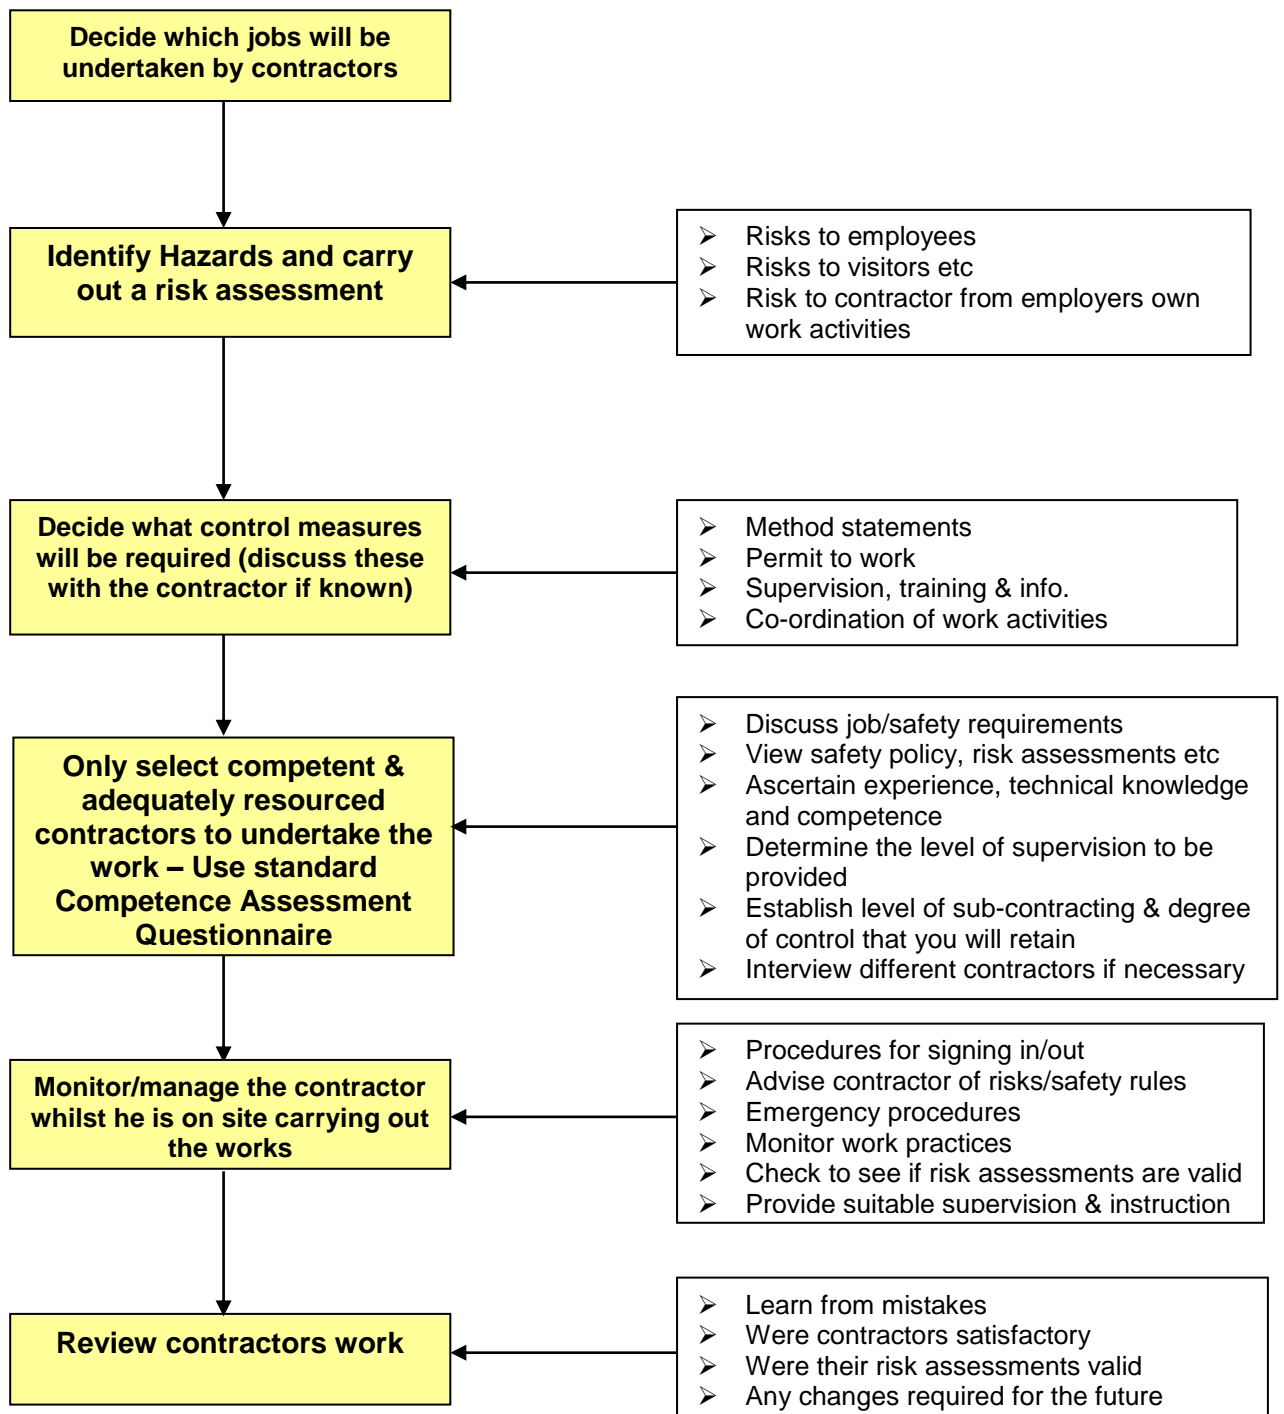 Decide which jobs will be
undertaken by contractors
Identify Hazards and carry
out a risk assessment
➢ Risks to employees
➢ Risks to visitors etc
➢ Risk to contractor from employers own
work activities
Decide what control measures
will be required (discuss these
with the contractor if known)
➢ Method statements
➢ Permit to work
➢ Supervision, training & info.
➢ Co-ordination of work activities
Only select competent &
adequately resourced
contractors to undertake the
work – Use standard
Competence Assessment
Questionnaire
➢ Discuss job/safety requirements
➢ View safety policy, risk assessments etc
➢ Ascertain experience, technical knowledge
and competence
➢ Determine the level of supervision to be
provided
➢ Establish level of sub-contracting & degree
of control that you will retain
➢ Interview different contractors if necessary
Monitor/manage the contractor
whilst he is on site carrying out
the works
➢ Procedures for signing in/out
➢ Advise contractor of risks/safety rules
➢ Emergency procedures
➢ Monitor work practices
➢ Check to see if risk assessments are valid
➢ Provide suitable supervision & instruction
Review contractors work
➢ Learn from mistakes
➢ Were contractors satisfactory
➢ Were their risk assessments valid
➢ Any changes required for the future